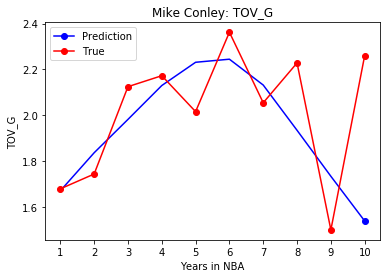 Mike Conley: TOV_G
Prediction
True
2.4
2.2
2.0
1.8
1.6
TOV_G
1 2 3 4 5 6 7 8 9 10
Years in NBA